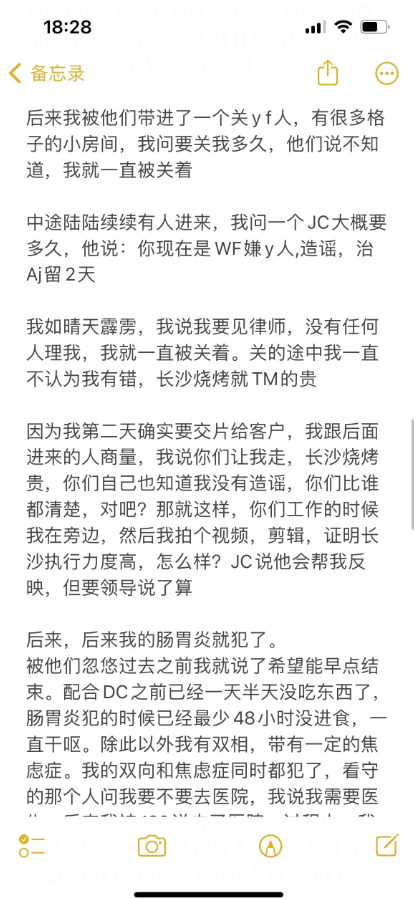 18:28
备忘录
后来我被他们带进了一个关yf人，有很多格
子的小房间，我问要关我多久，他们说不知
道，我就一直被关着
中途陆陆续续有人进来，我问一个JC大概要
多久，他说：你现在是WF嫌y人,造谣，治
Aj留2天
我如晴天霹雳，我说我要见律师，没有任何
人理我，我就一直被关着。关的途中我一直
不认为我有错，长沙烧烤就TM的贵
因为我第二天确实要交片给客户，我跟后面
进来的人商量，我说你们让我走，长沙烧烤
贵，你们自己也知道我没有造谣，你们比谁
都清楚，对吧？那就这样，你们工作的时候
我在旁边，然后我拍个视频，剪辑，证明长
沙执行力度高，怎么样？JC说他会帮我反
映，但要领导说了算
后来，后来我的肠胃炎就犯了。
被他们忽悠过去之前我就说了希望能早点结
束。配合DC之前已经一天半天没吃东西了，
肠胃炎犯的时候已经最少48小时没进食，一
直干呕。除此以外我有双相，带有一定的焦
虑症。我的双向和焦虑症同时都犯了，看守
的那个人问我要不要去医院，我说我需要医